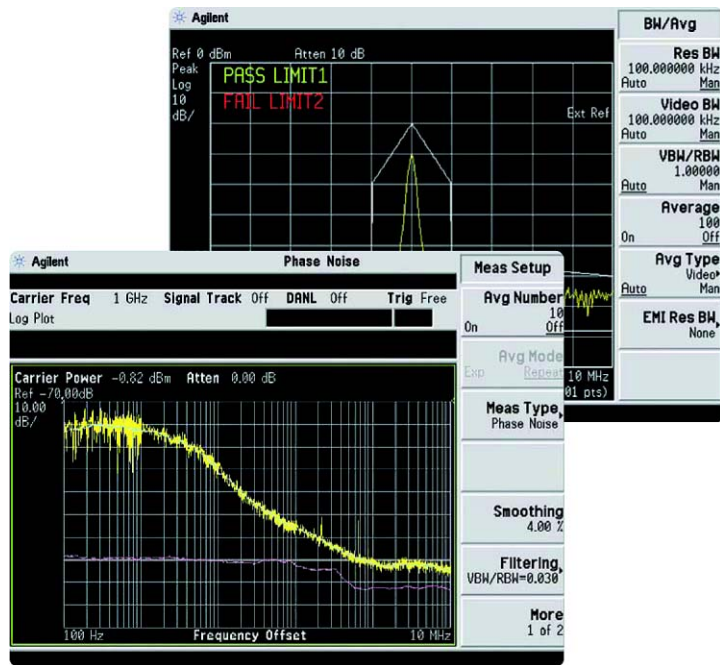 Agilent
BW/Avg
Ref 0 dBm Atten 10 dB
Peak
Log
10
dB/
PASS LIMIT1
FAIL LIMIT2
Ext Ref
Res BW
100.000000 kHz
Auto Man
Video BW
100.000000 kHz
Auto Man
VBW/RBW
1.00000
Auto Man
Average
100
On Off
Avg Type
Video
Auto Man
EMI Res BW
None
10 MHz
01 pts)
Agilent Phase Noise
Meas Setup
Carrier Freq 1 GHz Signal Track Off DANL Off Trig Free
Log Plot
Carrier Power -0.82 dBm Atten 0.00 dB
Ref -70.00dB
10.00
dB/
100 Hz Frequency Offset 10 MHz
Avg Number
10
On Off
Avg Mode
Exp Repeat
Meas Type
Phase Noise
Smoothing
4.00 %
Filtering
VBW/RBW=0.030
More
1 of 2